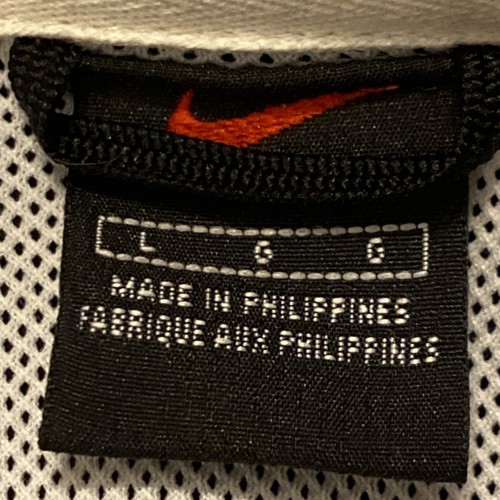 L G G
MADE IN PHILIPPINES
FABRIQUE AUX PHILIPPINES